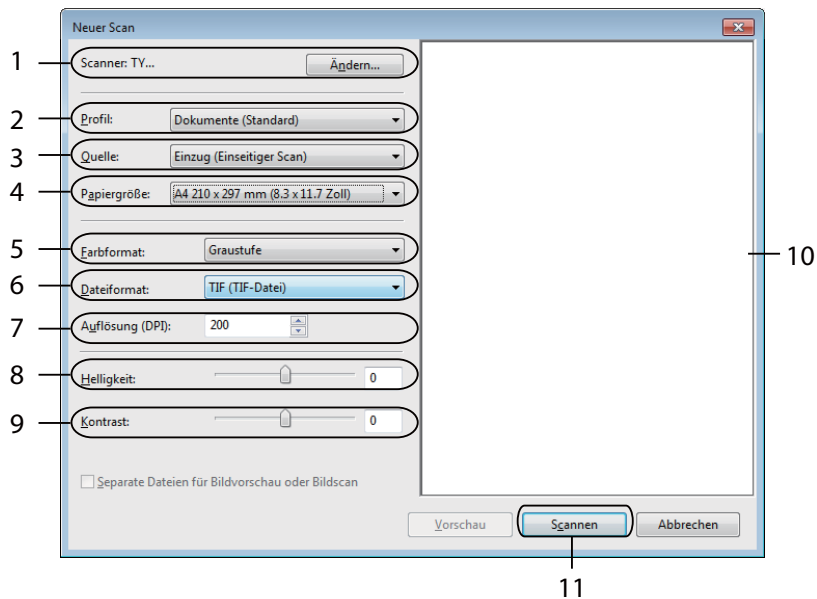 Neuer Scan
1 Scanner: TY... Ändern...
2 Profil: Dokumente (Standard)
3 Quelle: Einzug (Einseitiger Scan)
4 Papiergröße: A4 210 x 297 mm (8.3 x 11.7 Zoll)
5 Farbformat: Graustufe
10
6 Dateiformat: TIF (TIF-Datei)
7 Auflösung (DPI): 200
8 Helligkeit: 0
9 Kontrast: 0
Separate Dateien für Bildvorschau oder Bildscan
Vorschau Scannen Abbrechen
11